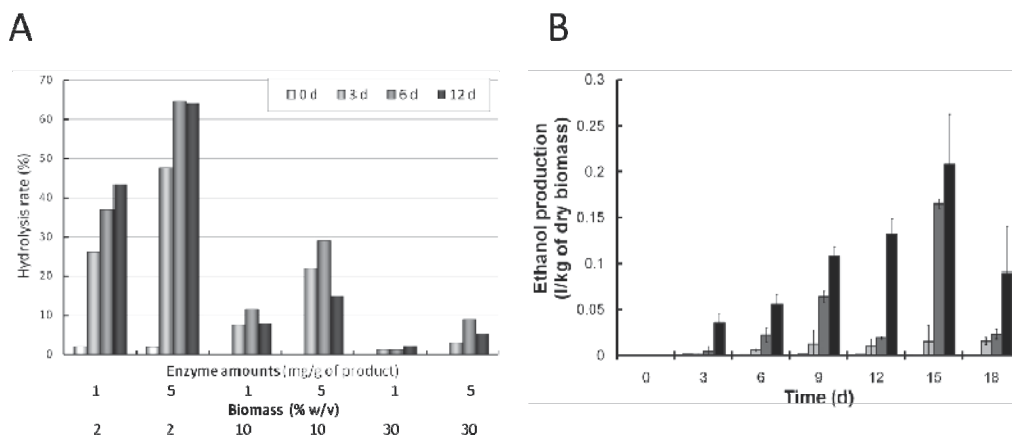 A
70
60
50
40
30
20
10
0
Hydrolysis rate (%)
0 d 3 d 6 d 12 d
Enzyme amounts (mg/g of product)
1 5 1 5 1 5
Biomass (% w/v)
2 2 10 10 30 30
B
0.3
0.25
0.2
0.15
0.1
0.05
0
Ethanol production
(l/kg of dry biomass)
0 3 6 9 12 15 18
Time (d)